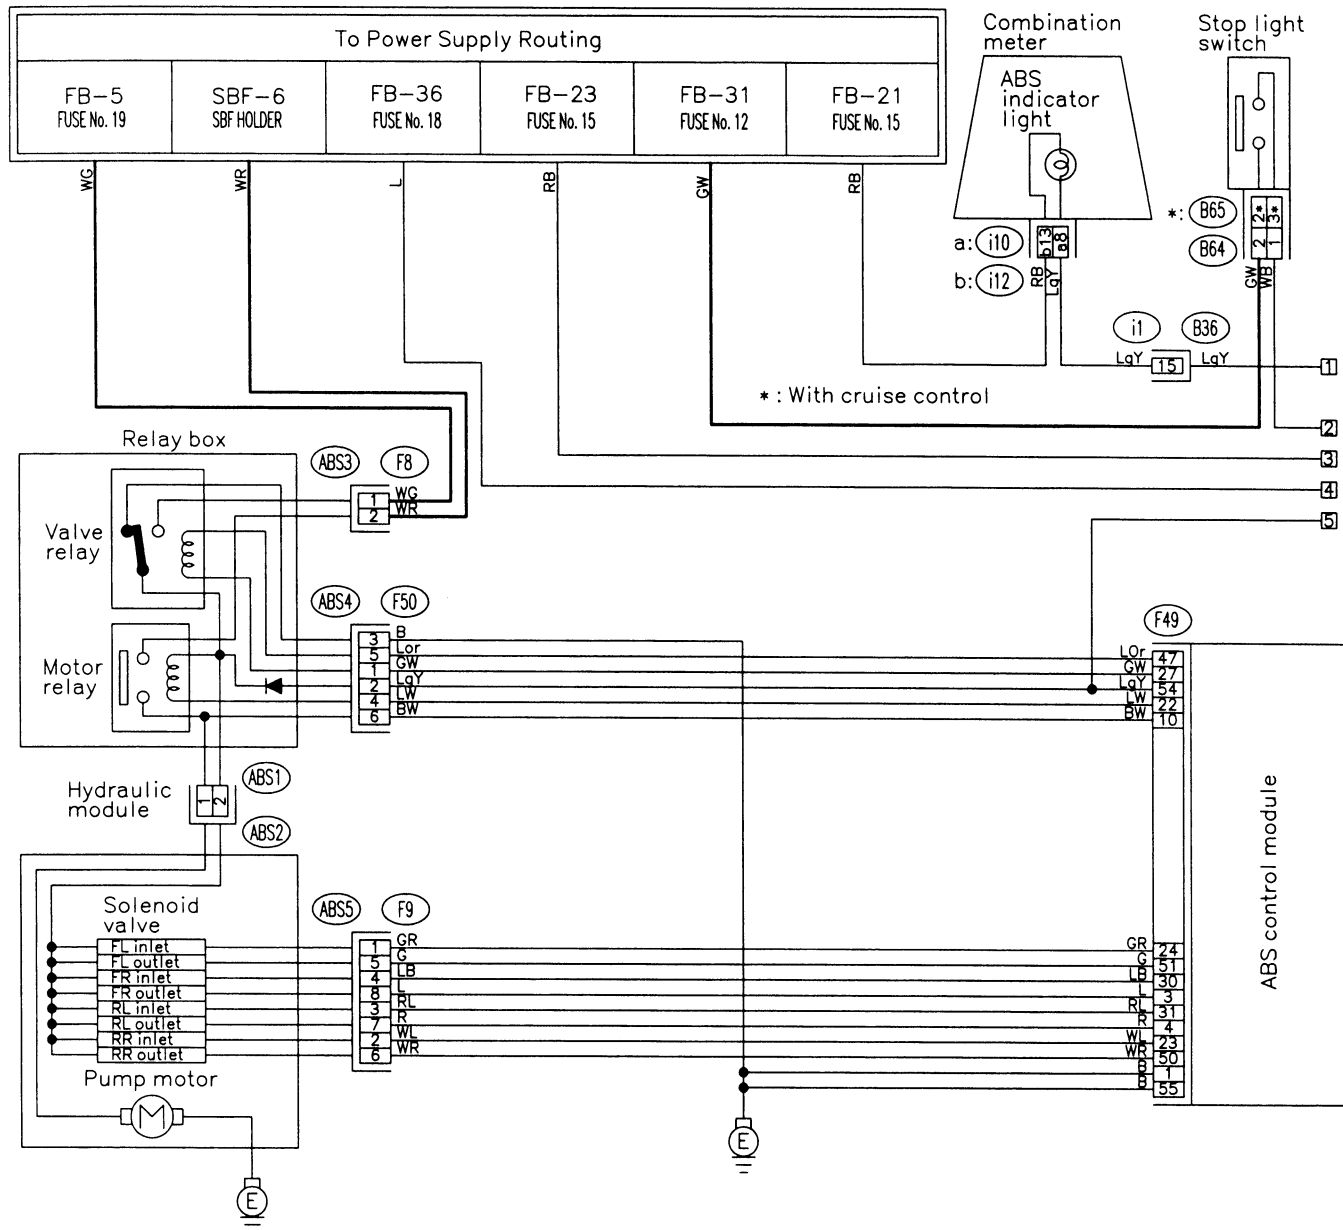 To Power Supply Routing
FB-5
FUSE No. 19
SBF-6
SBF HOLDER
FB-36
FUSE No. 18
FB-23
FUSE No. 15
FB-31
FUSE No. 12
FB-21
FUSE No. 15
WG
WR
L
RB
GW
RB
Combination
meter
ABS
indicator
light
b13
a8
a: i10
b: i12
RB
LgY
Stop light
switch
*: B65
2*
3*
B64
2
1
GW
WB
i1
B36
LgY
15
LgY
1
* : With cruise control
2
3
4
5
Relay box
ABS3
F8
1
WG
2
WR
Valve
relay
ABS4
F50
3
B
5
Lor
1
GW
2
LgY
4
LW
6
BW
Motor
relay
F49
LOr
47
GW
27
LgY
54
LW
22
BW
10
Hydraulic
module
ABS1
1
2
ABS2
ABS control module
Solenoid
valve
FL inlet
FL outlet
FR inlet
FR outlet
RL inlet
RL outlet
RR inlet
RR outlet
ABS5
F9
1
GR
5
G
4
LB
8
L
3
RL
7
R
2
WL
6
WR
GR
24
G
51
LB
30
L
3
RL
31
R
4
WL
23
WR
50
B
1
B
55
Pump motor
M
E
E